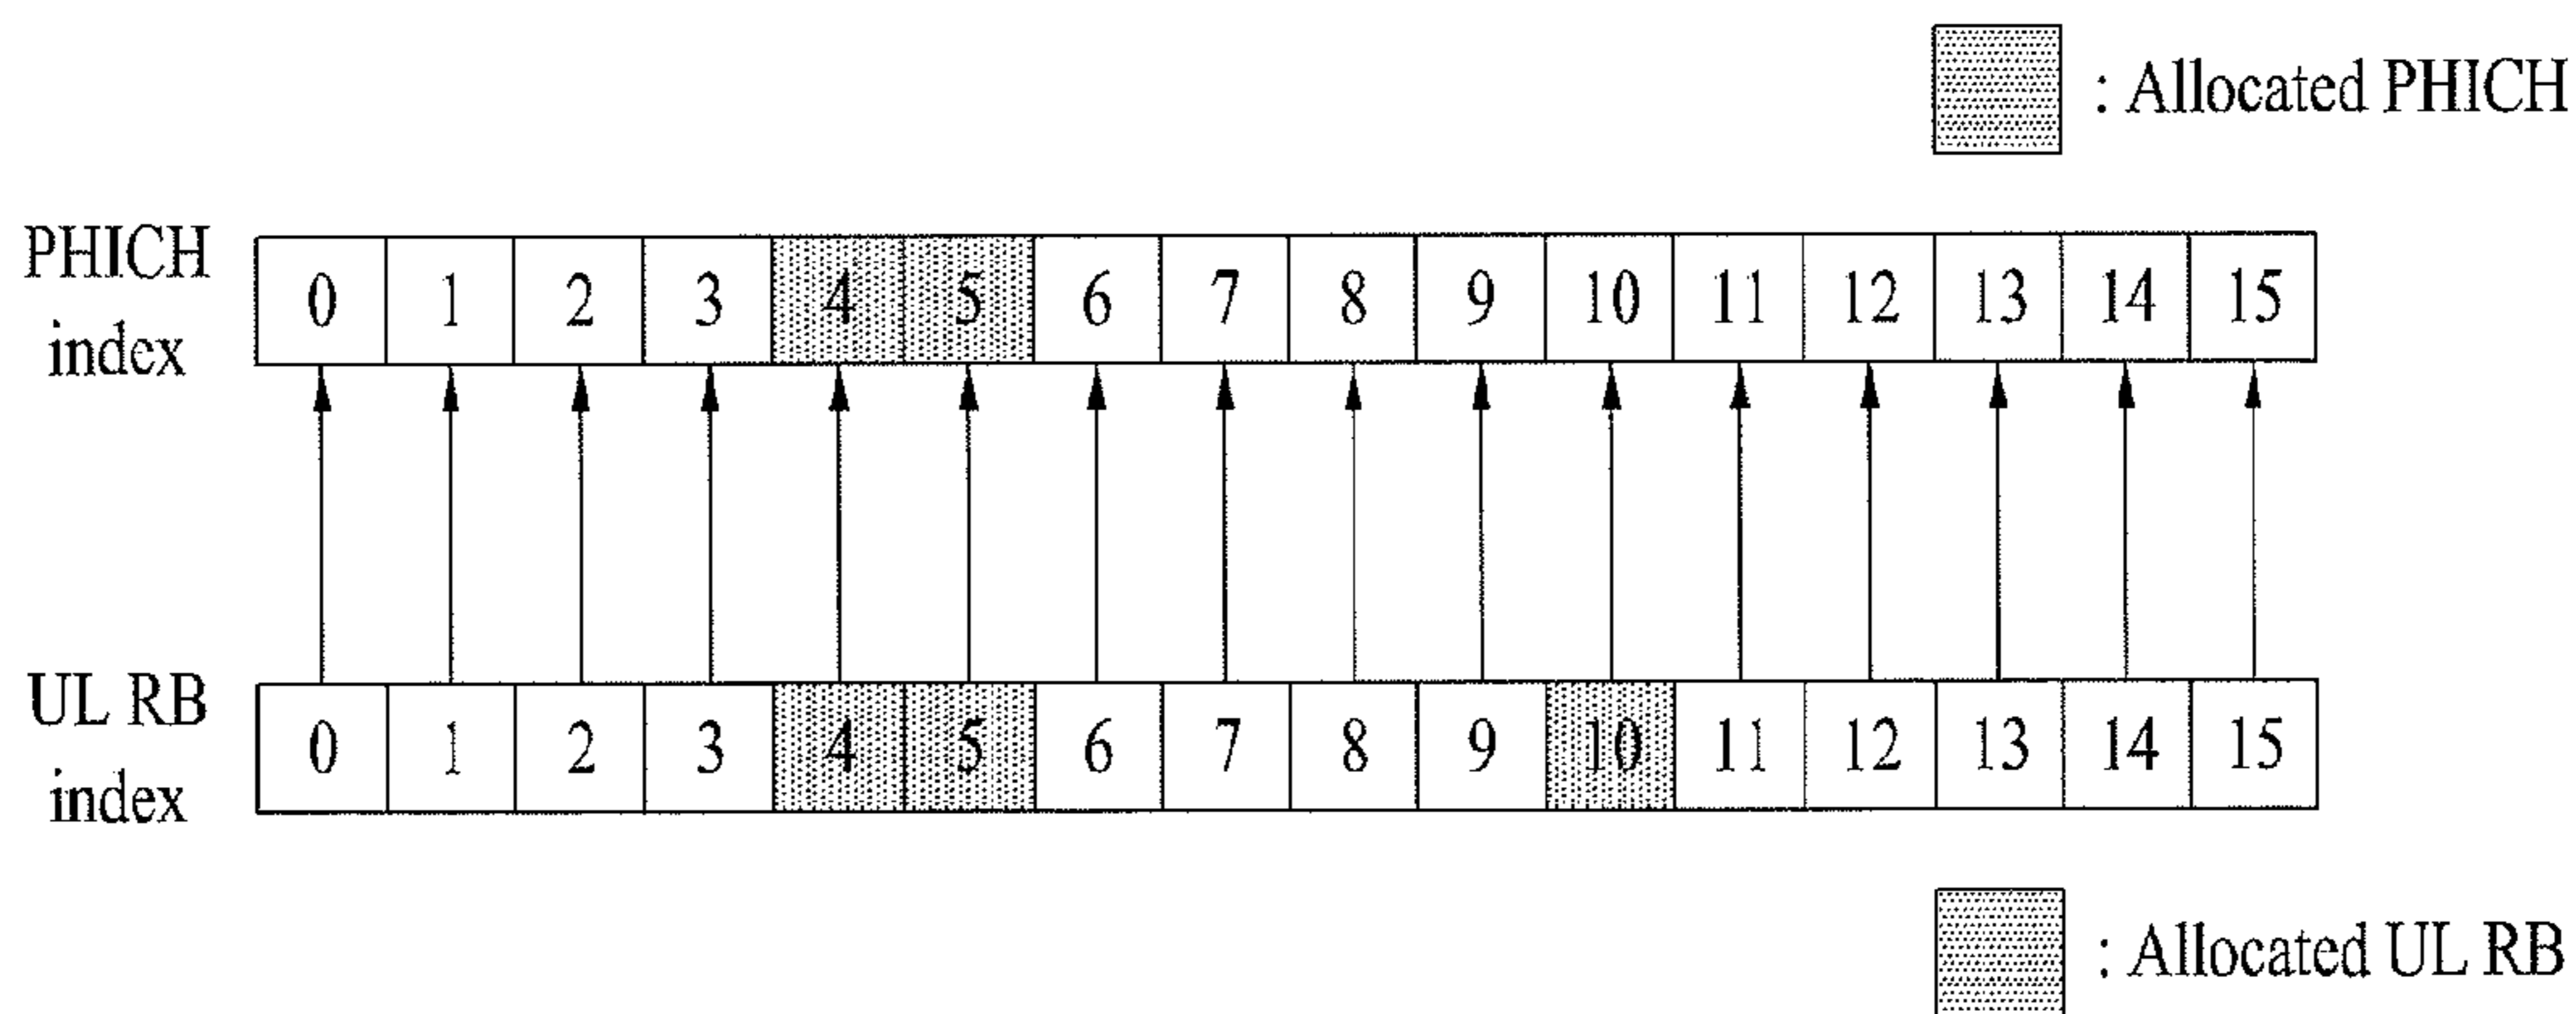 : Allocated PHICH
PHICH index
0 1 2 3 4 5 6 7 8 9 10 11 12 13 14 15
UL RB index
0 1 2 3 4 5 6 7 8 9 10 11 12 13 14 15
: Allocated UL RB